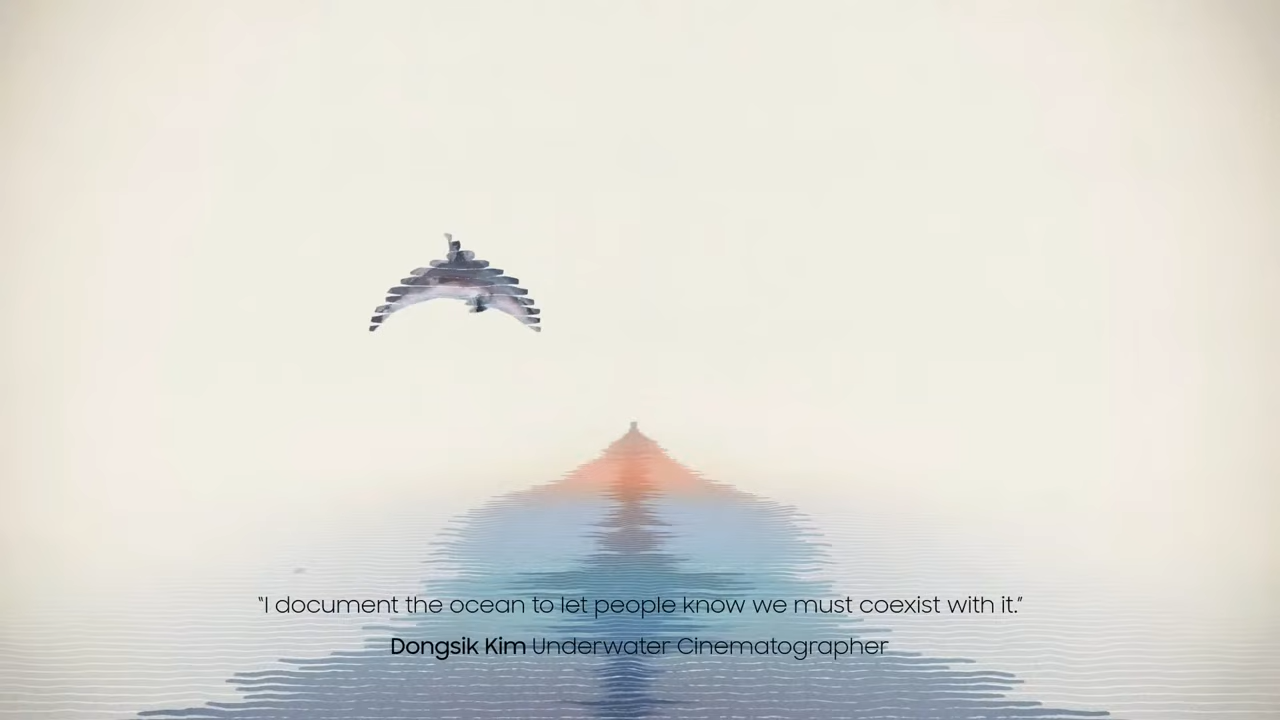 “I document the ocean to let people know we must coexist with it.”
Dongsik Kim Underwater Cinematographer